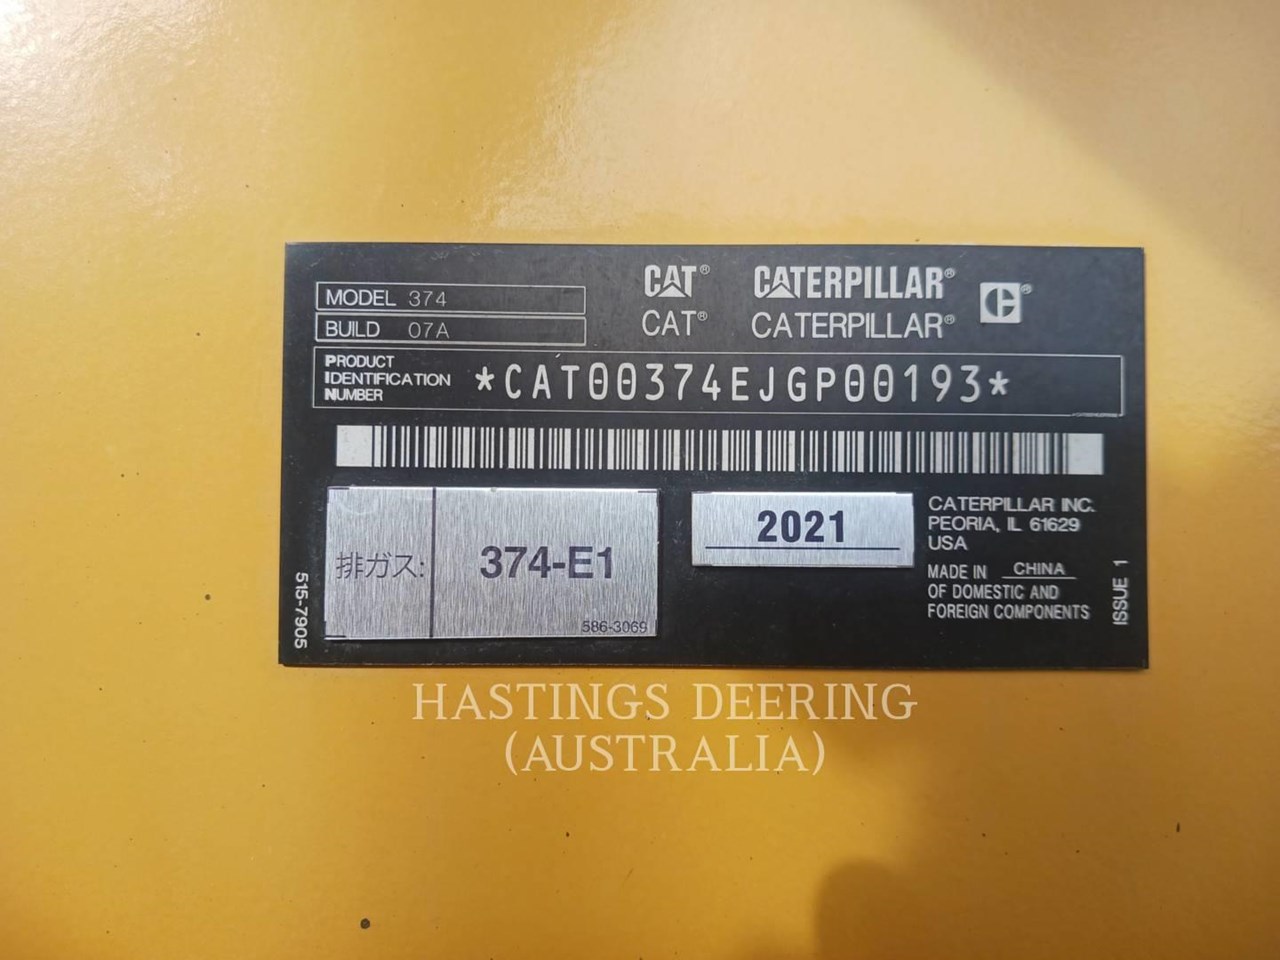 MODEL 374
BUILD 07A
CAT® CATERPILLAR®
CAT® CATERPILLAR®
PRODUCT
IDENTIFICATION
NUMBER
*CAT00374EJGP00193*
排ガス:
374-E1
586-3069
2021
CATERPILLAR INC.
PEORIA, IL 61629
USA
MADE IN CHINA
OF DOMESTIC AND
FOREIGN COMPONENTS
515-7905
ISSUE 1
HASTINGS DEERING
(AUSTRALIA)